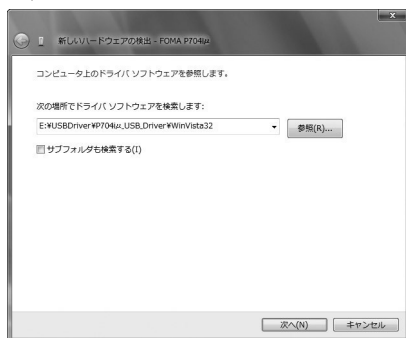 新しいハードウェアの検出 - FOMA P704iμ
コンピュータ上のドライバ ソフトウェアを参照します。
次の場所でドライバ ソフトウェアを検索します:
E:¥USBDriver¥P704iμ_USB_Driver¥WinVista32
参照(R)...
サブフォルダも検索する(I)
次へ(N)
キャンセル